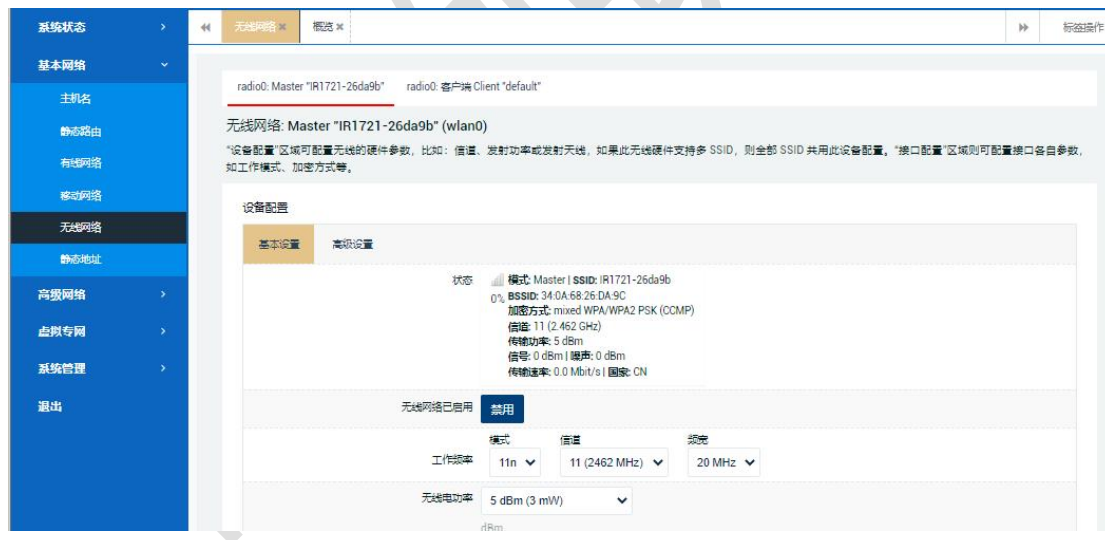 系统状态
基本网络
主机名
静态路由
有线网络
移动网络
无线网络
静态地址
高级网络
虚拟专网
系统管理
退出
无线网络 概览 标签操作
radio0: Master "IR1721-26da9b" radio0: 客户端 Client "default"
无线网络: Master "IR1721-26da9b" (wlan0)
"设备配置"区域可配置无线的硬件参数，比如：信道、发射功率或发射天线，如果此无线硬件支持多 SSID，则全部 SSID 共用此设备配置。"接口配置"区域则可配置接口各自参数，
如工作模式、加密方式等。
设备配置
基本设置 高级设置
状态 模式: Master | SSID: IR1721-26da9b
0% BSSID: 34:0A:68:26:DA:9C
加密方式: mixed WPA/WPA2 PSK (CCMP)
信道: 11 (2.462 GHz)
传输功率: 5 dBm
信号: 0 dBm | 噪声: 0 dBm
传输速率: 0.0 Mbit/s | 国家: CN
无线网络已启用 禁用
模式 信道 频宽
工作频率 11n 11 (2462 MHz) 20 MHz
无线电功率 5 dBm (3 mW)
dBm